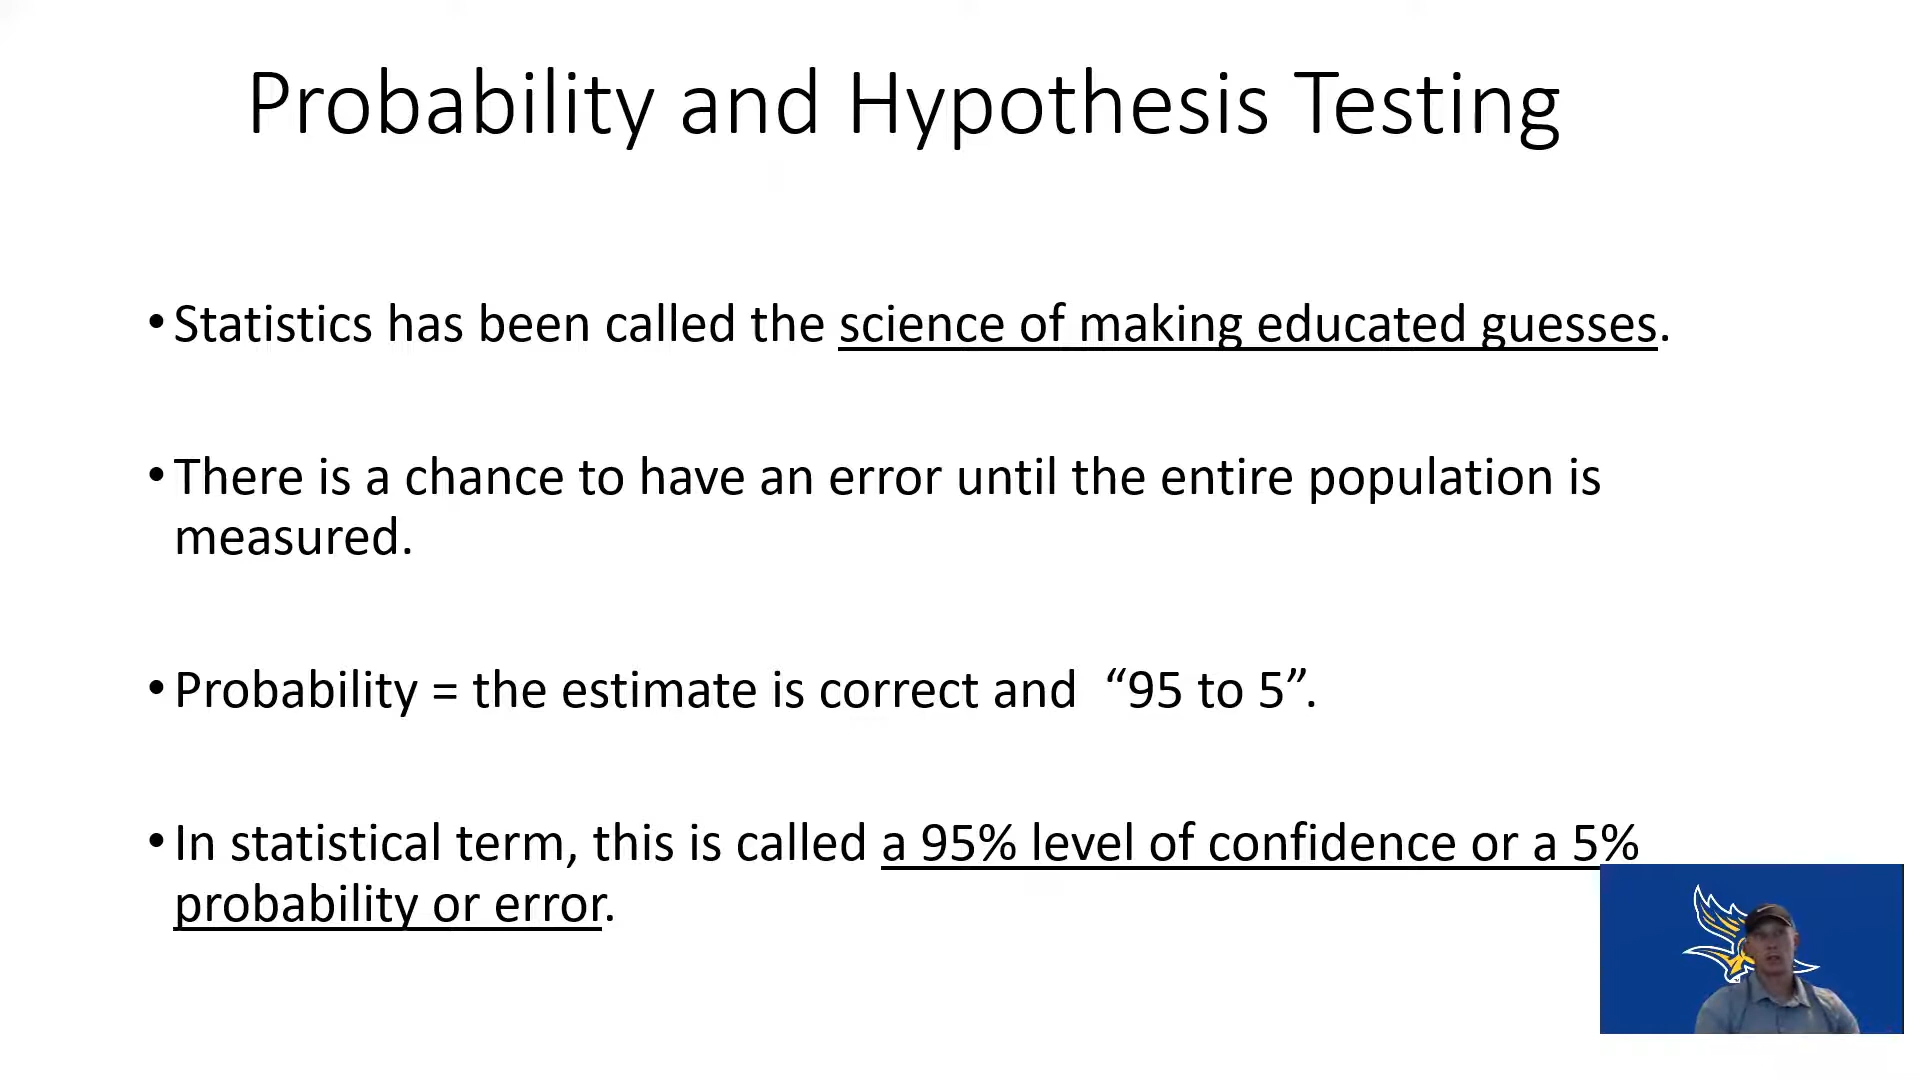 Probability and Hypothesis Testing
• Statistics has been called the science of making educated guesses.
• There is a chance to have an error until the entire population is
measured.
• Probability = the estimate is correct and “95 to 5”.
• In statistical term, this is called a 95% level of confidence or a 5%
probability or error.